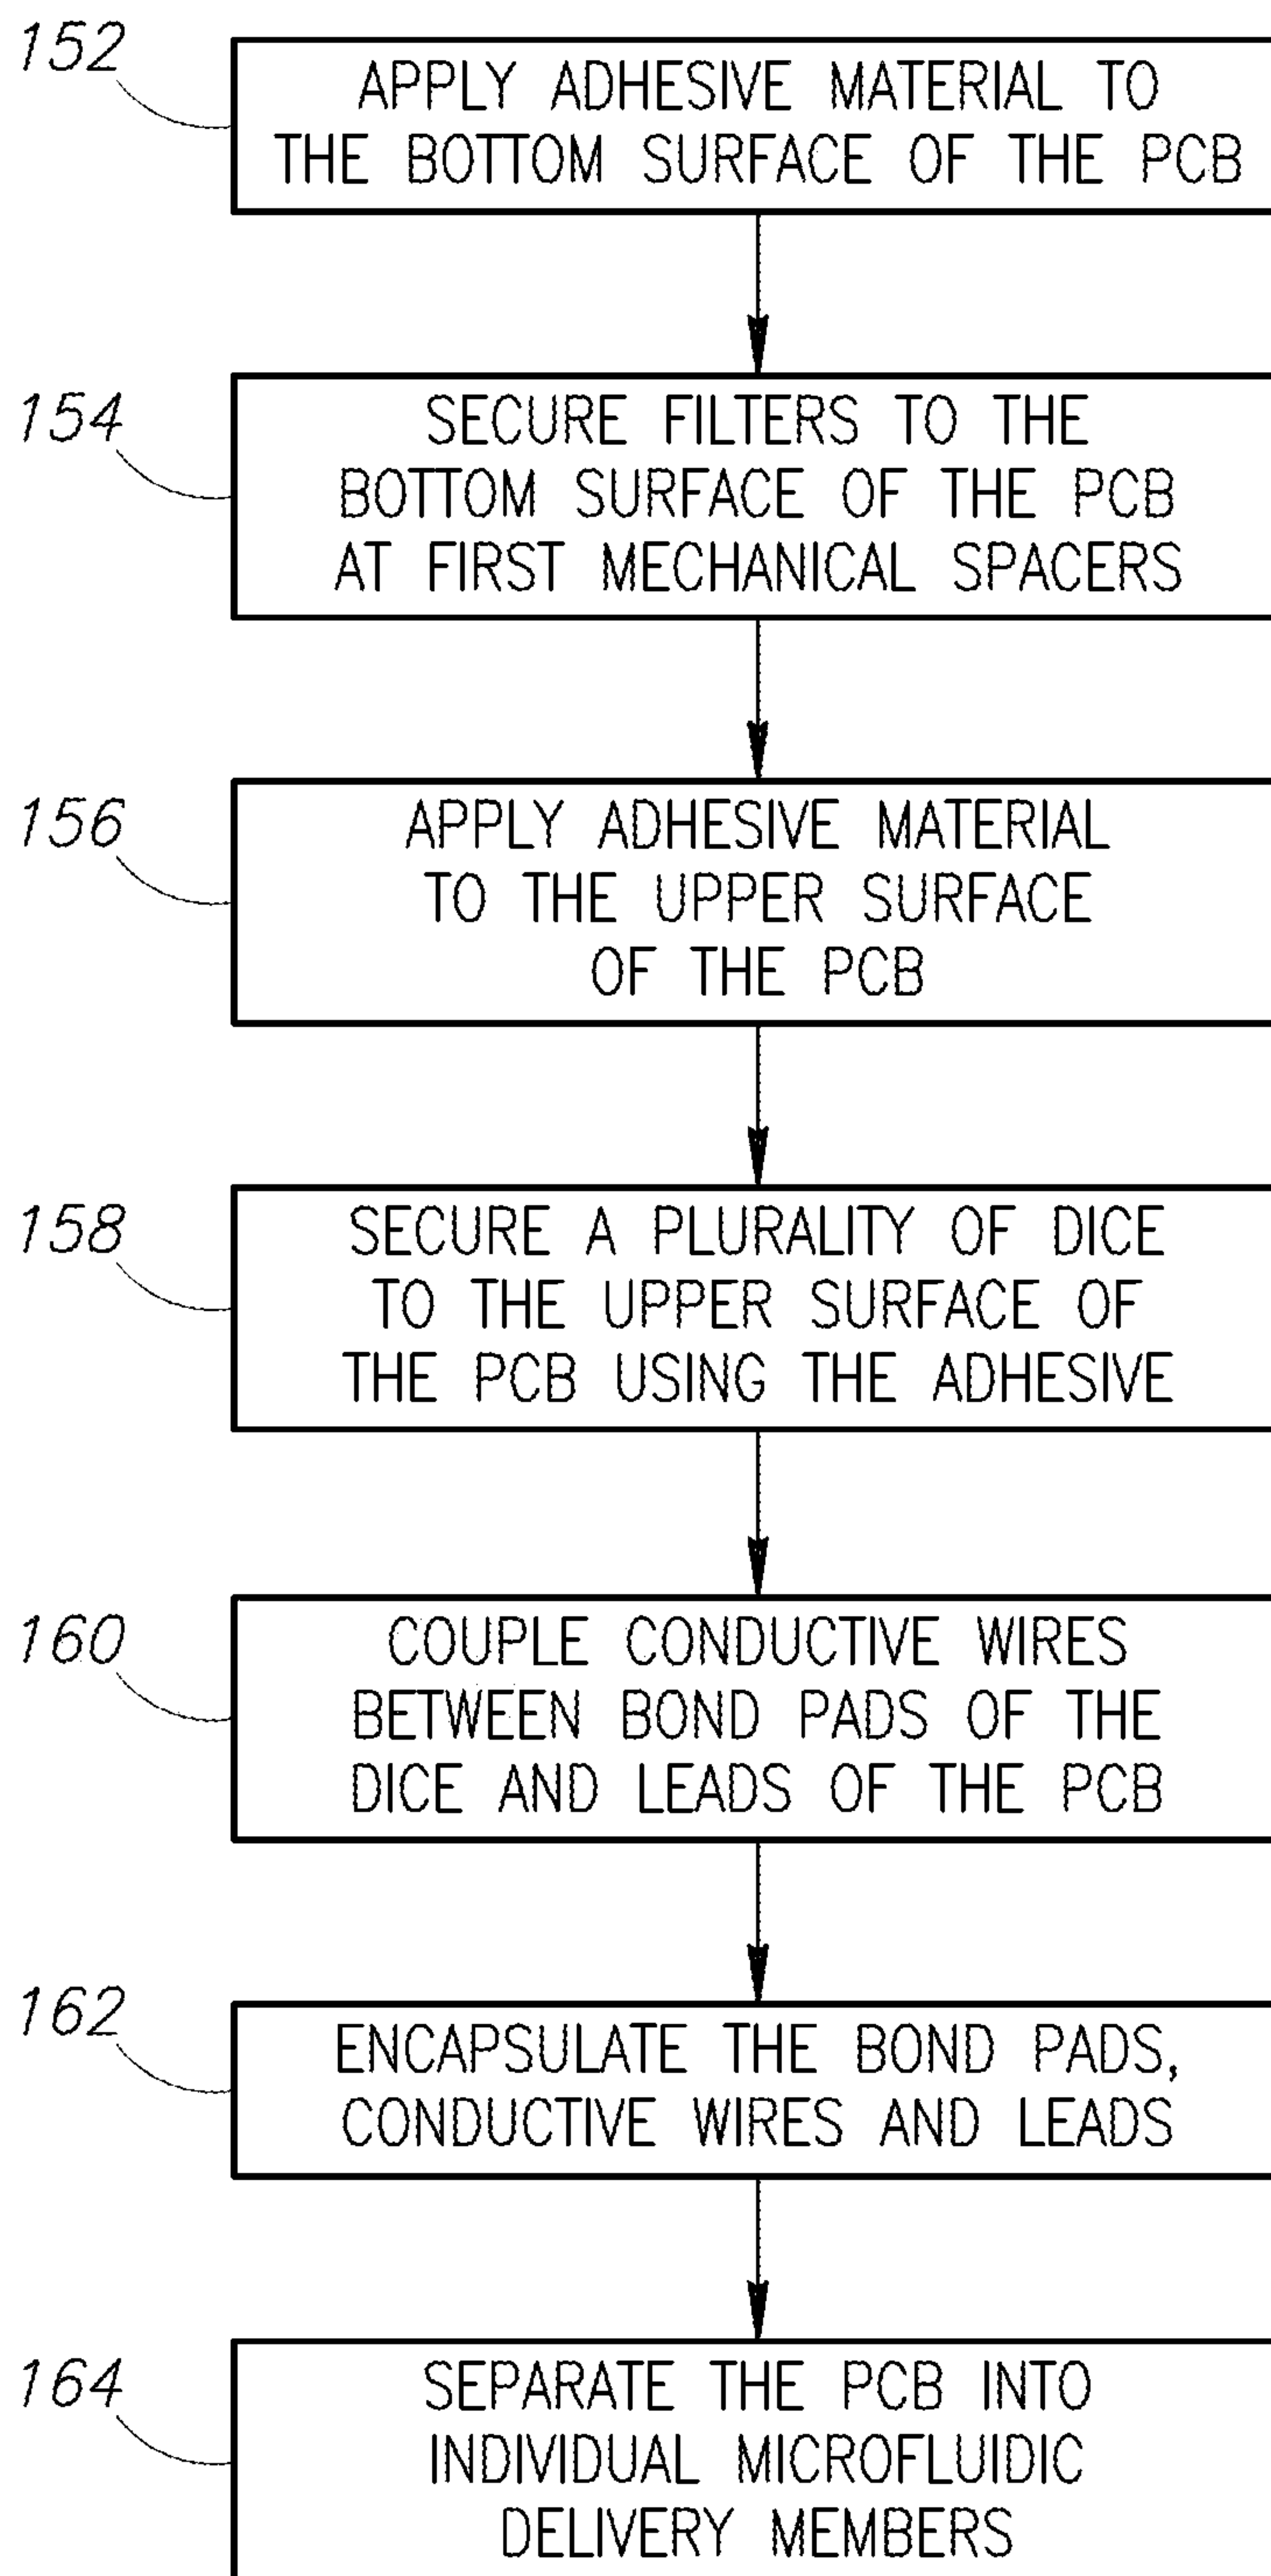 152
APPLY ADHESIVE MATERIAL TO
THE BOTTOM SURFACE OF THE PCB
154
SECURE FILTERS TO THE
BOTTOM SURFACE OF THE PCB
AT FIRST MECHANICAL SPACERS
156
APPLY ADHESIVE MATERIAL
TO THE UPPER SURFACE
OF THE PCB
158
SECURE A PLURALITY OF DICE
TO THE UPPER SURFACE OF
THE PCB USING THE ADHESIVE
160
COUPLE CONDUCTIVE WIRES
BETWEEN BOND PADS OF THE
DICE AND LEADS OF THE PCB
162
ENCAPSULATE THE BOND PADS,
CONDUCTIVE WIRES AND LEADS
164
SEPARATE THE PCB INTO
INDIVIDUAL MICROFLUIDIC
DELIVERY MEMBERS